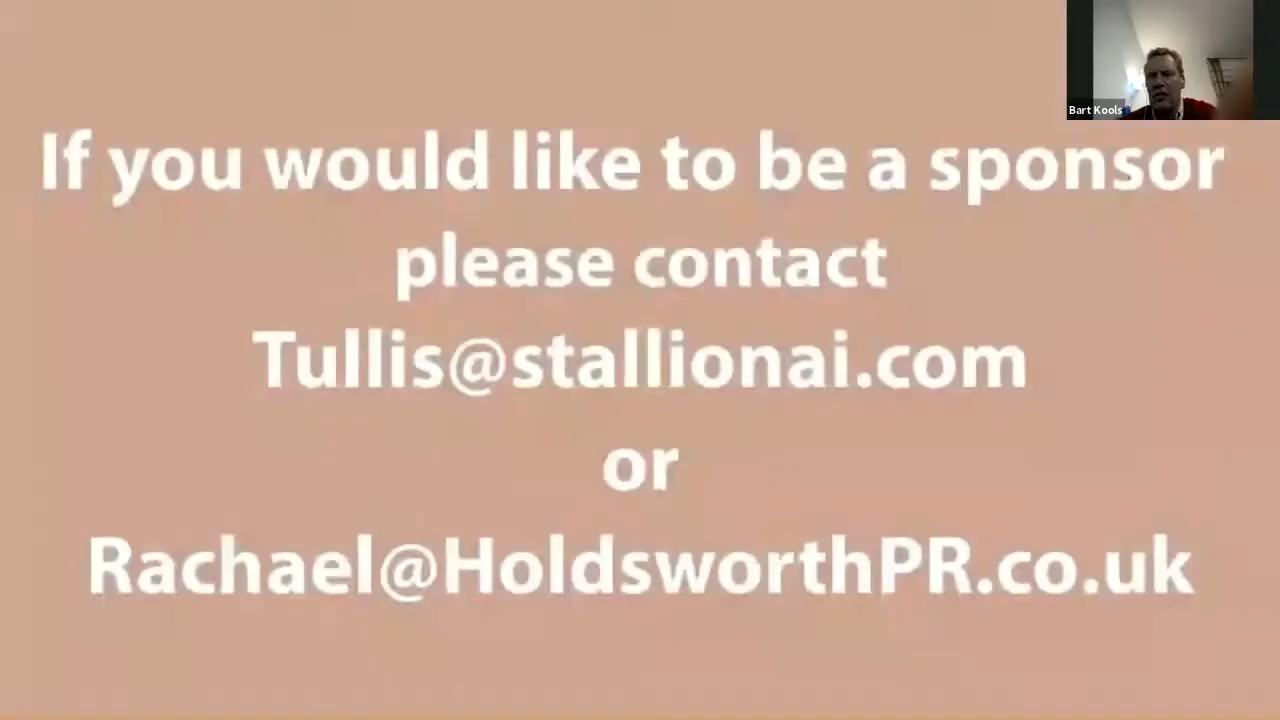 Bart Kools
If you would like to be a sponsor
please contact
Tullis@stallionai.com
or
Rachael@HoldsworthPR.co.uk